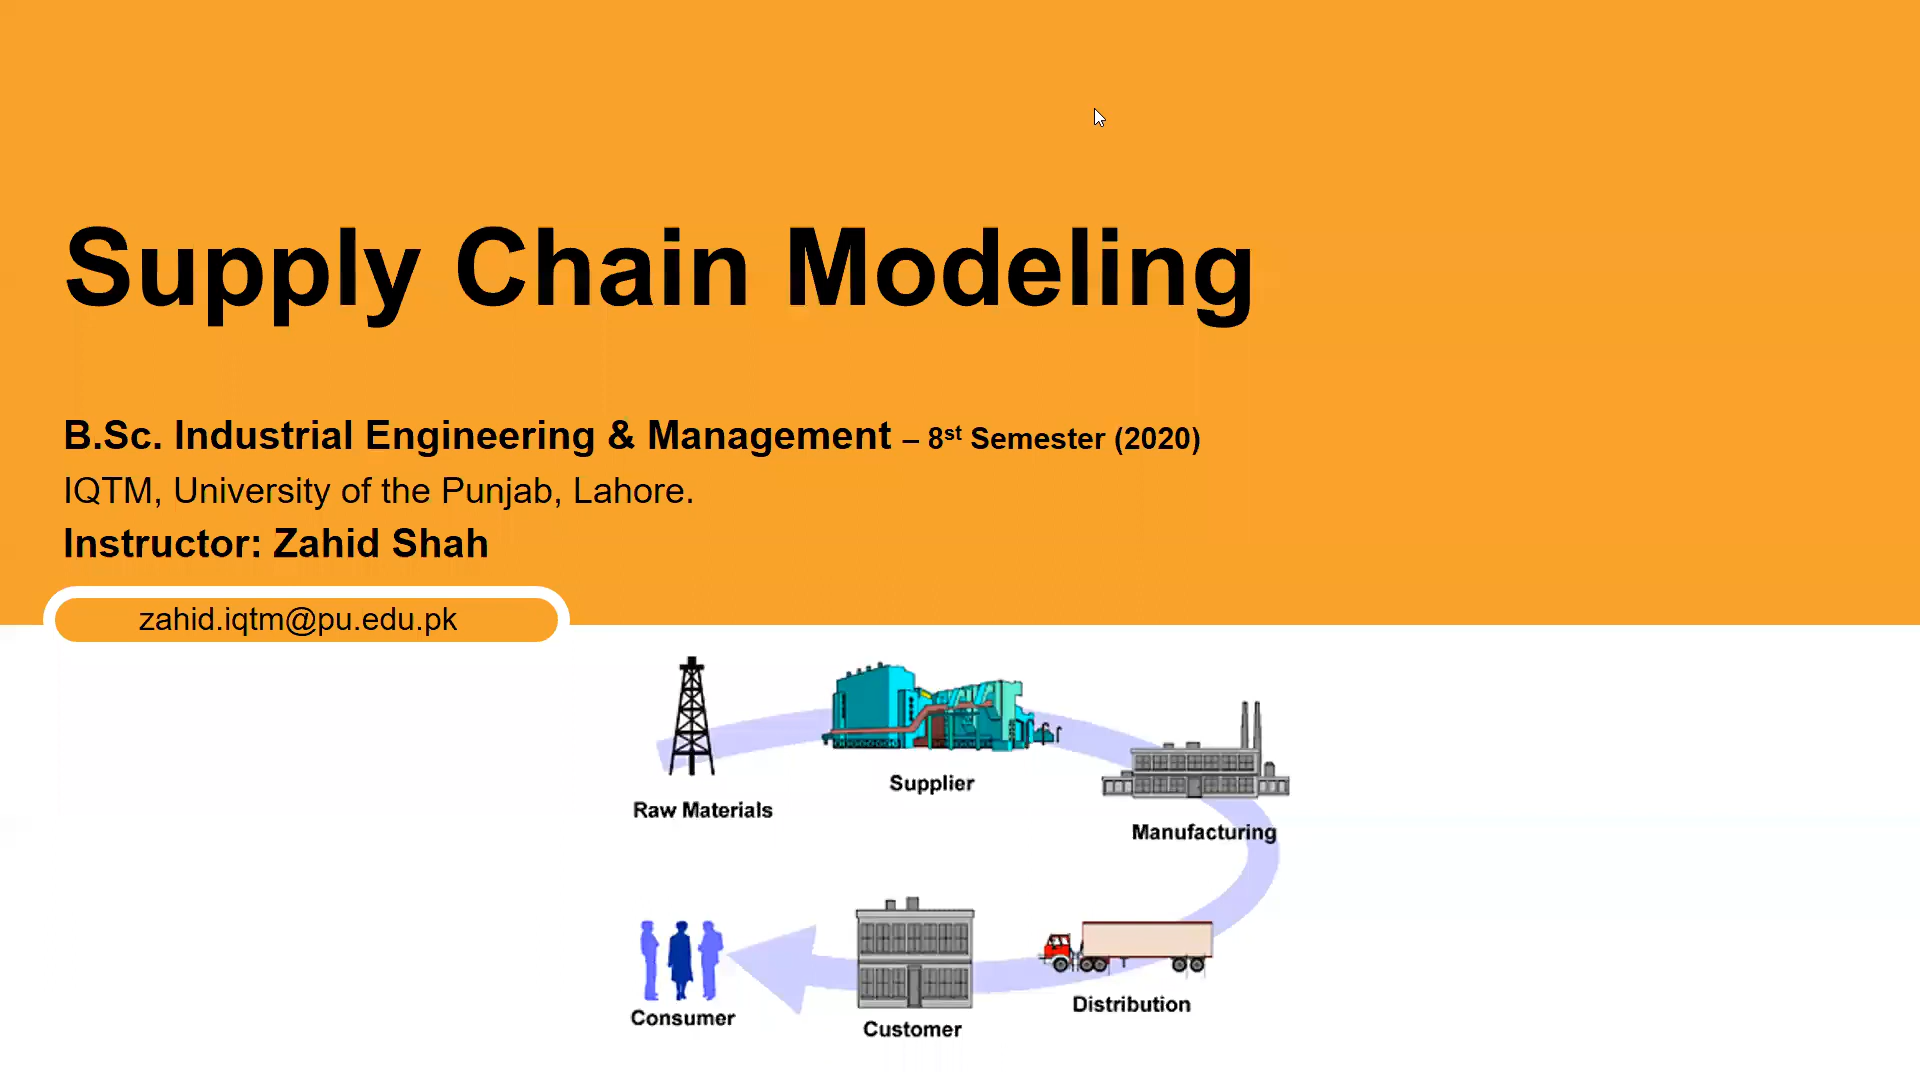 Supply Chain Modeling
B.Sc. Industrial Engineering & Management – 8st Semester (2020)
IQTM, University of the Punjab, Lahore.
Instructor: Zahid Shah
zahid.iqtm@pu.edu.pk
Raw Materials
Supplier
Manufacturing
Distribution
Customer
Consumer